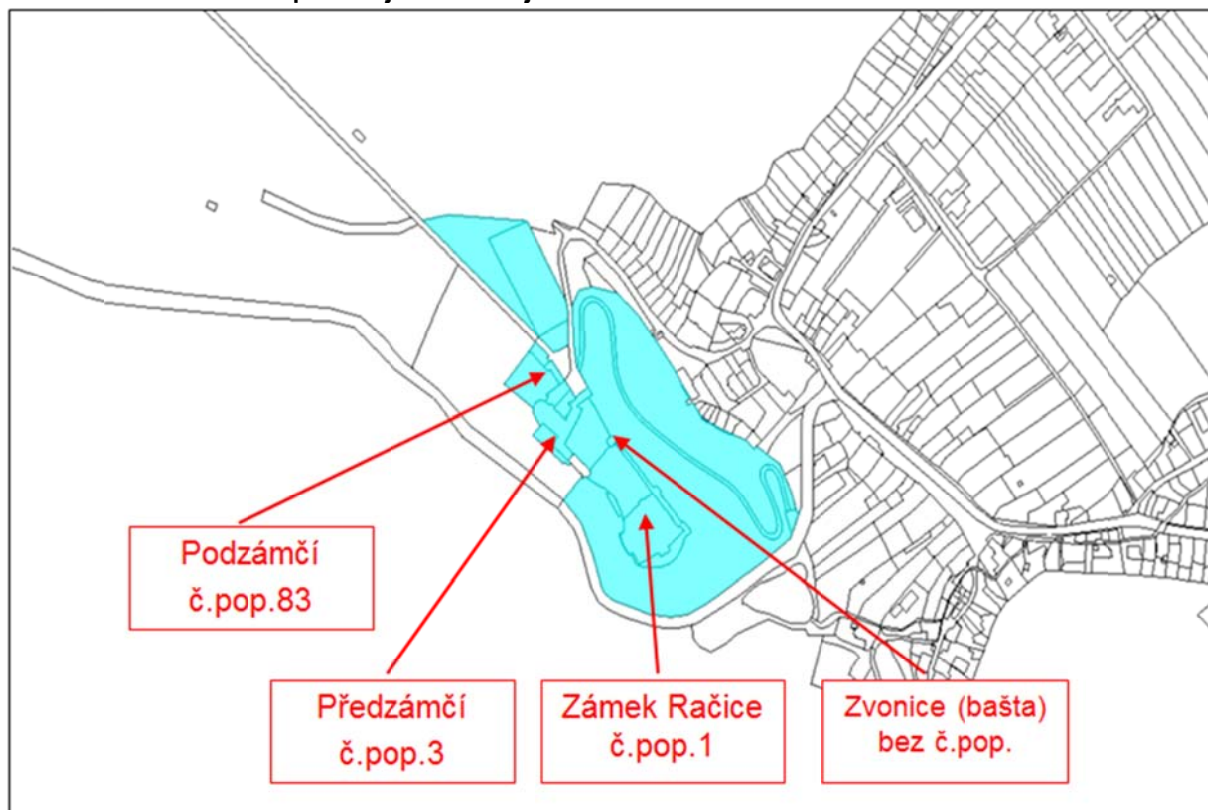 Podzámčí
č.pop.83
Předzámčí
č.pop.3
Zámek Račice
č.pop.1
Zvonice (bašta)
bez č.pop.